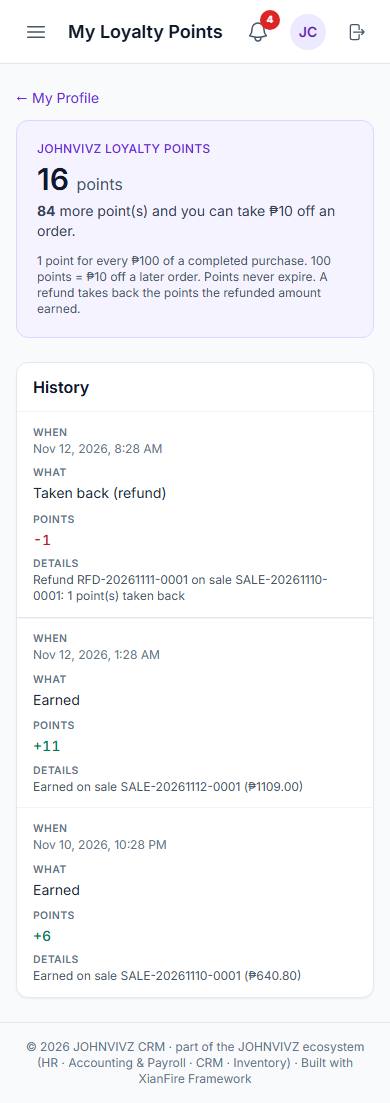 My Loyalty Points
4
JC
← My Profile
JOHNVIVZ LOYALTY POINTS
16 points
84 more point(s) and you can take ₱10 off an
order.
1 point for every ₱100 of a completed purchase. 100
points = ₱10 off a later order. Points never expire. A
refund takes back the points the refunded amount
earned.
History
WHEN
Nov 12, 2026, 8:28 AM
WHAT
Taken back (refund)
POINTS
-1
DETAILS
Refund RFD-20261111-0001 on sale SALE-20261110-
0001: 1 point(s) taken back
WHEN
Nov 12, 2026, 1:28 AM
WHAT
Earned
POINTS
+11
DETAILS
Earned on sale SALE-20261112-0001 (₱1109.00)
WHEN
Nov 10, 2026, 10:28 PM
WHAT
Earned
POINTS
+6
DETAILS
Earned on sale SALE-20261110-0001 (₱640.80)
© 2026 JOHNVIVZ CRM · part of the JOHNVIVZ ecosystem
(HR · Accounting & Payroll · CRM · Inventory) · Built with
XianFire Framework